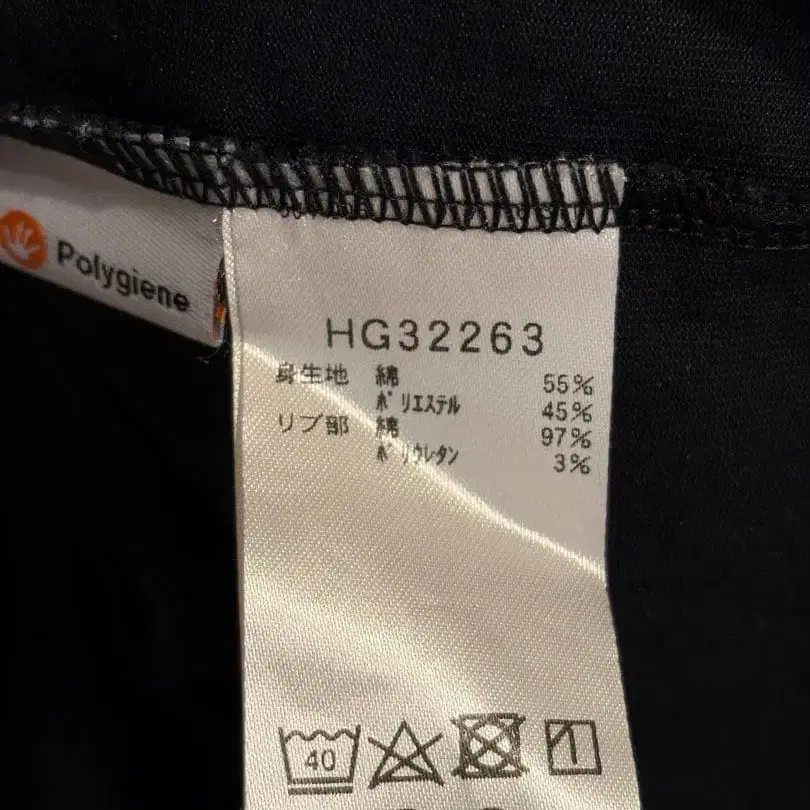 Polygiene
HG32263
身生地 綿 55%
ポリエステル 45%
リブ部 綿 97%
ポリウレタン 3%
40